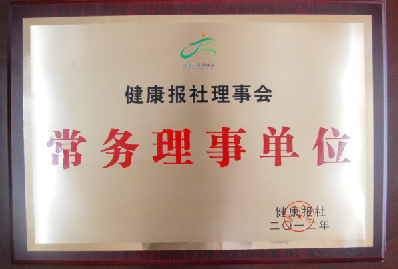 健康报社理事会
常务理事单位
健康报社
二〇一二年